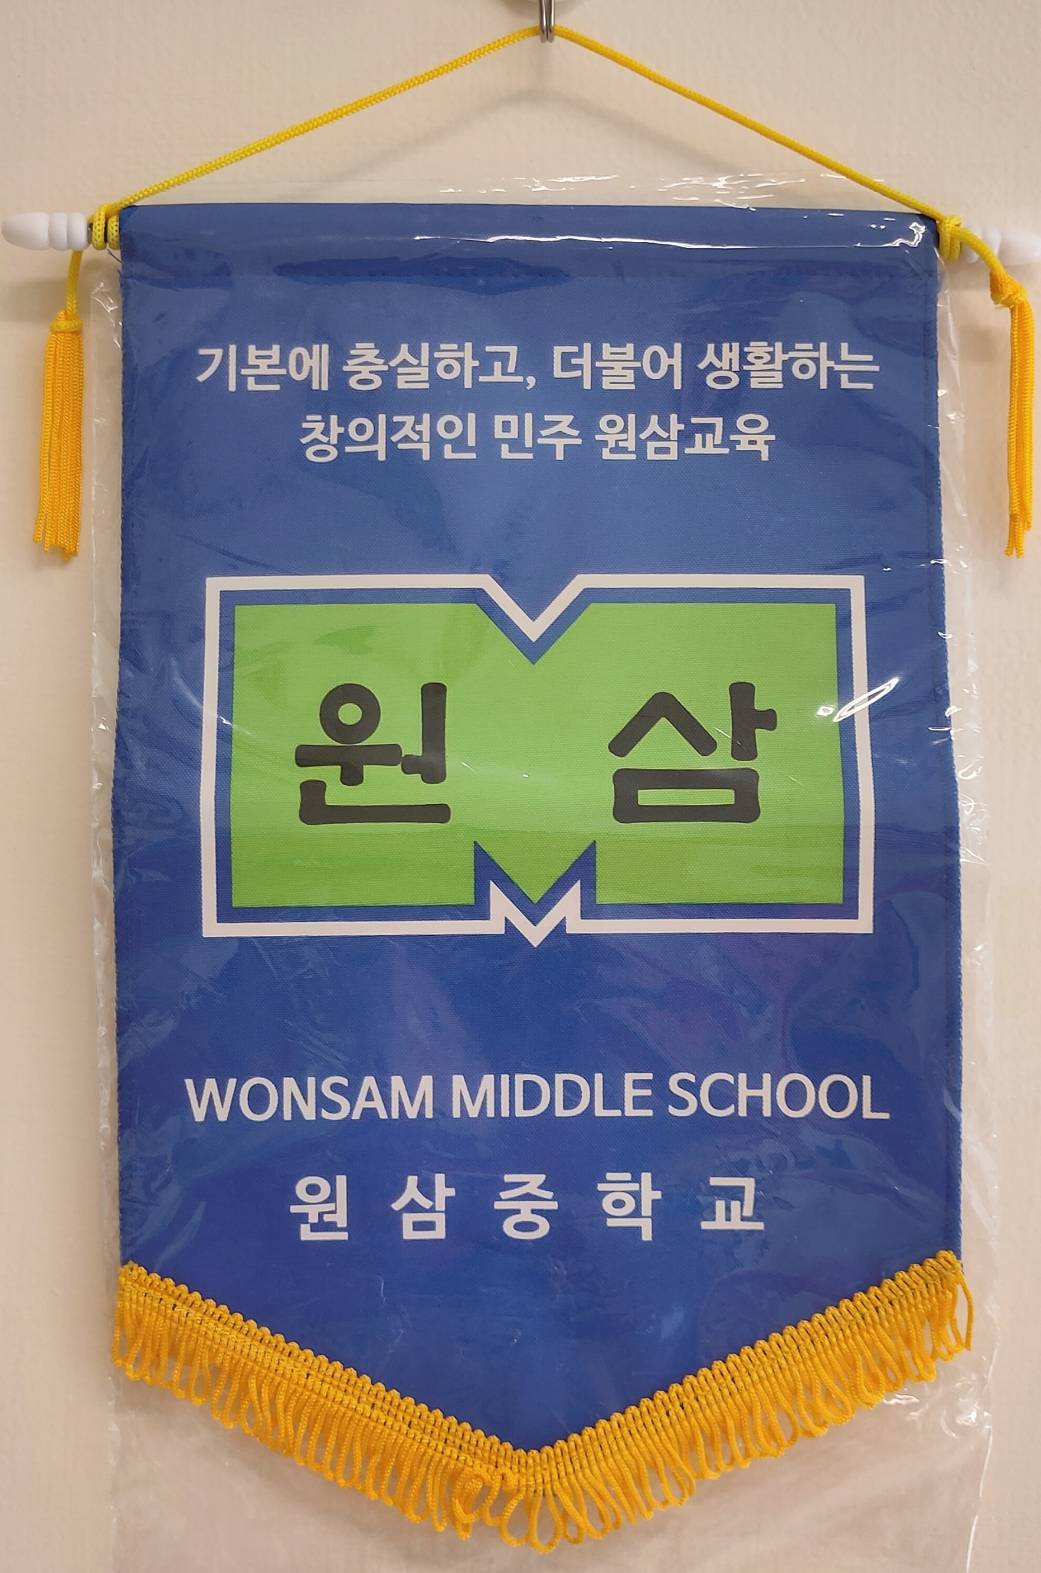 기본에 충실하고, 더불어 생활하는
창의적인 민주 원삼교육
원 삼
WONSAM MIDDLE SCHOOL
원 삼 중 학 교